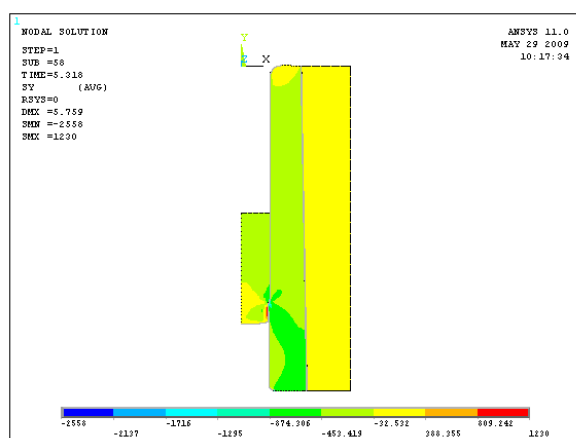 1
NODAL SOLUTION
STEP=1
SUB =58
TIME=5.318
SY (AVG)
RSYS=0
DMX =5.759
SMN =-2558
SMX =1230
ANSYS 11.0
MAY 29 2009
10:17:34
Y
Z X
-2558 -1716 -874.306 -32.532 809.242
-2137 -1295 -453.419 388.355 1230